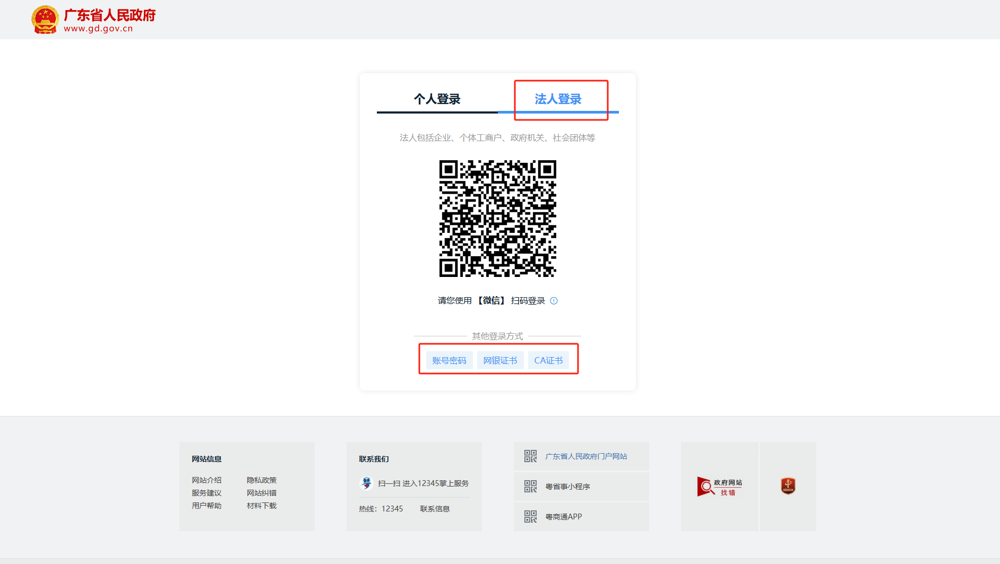 广东省人民政府
www.gd.gov.cn
个人登录
法人登录
法人包括企业、个体工商户、政府机关、社会团体等
请您使用 【微信】 扫码登录
其他登录方式
账号密码
网银证书
CA证书
网站信息
网站介绍 隐私政策
服务建议 网站纠错
用户帮助 材料下载
联系我们
扫一扫 进入12345掌上服务
热线：12345 联系信息
广东省人民政府门户网站
粤省事小程序
粤商通APP
政府网站
找错